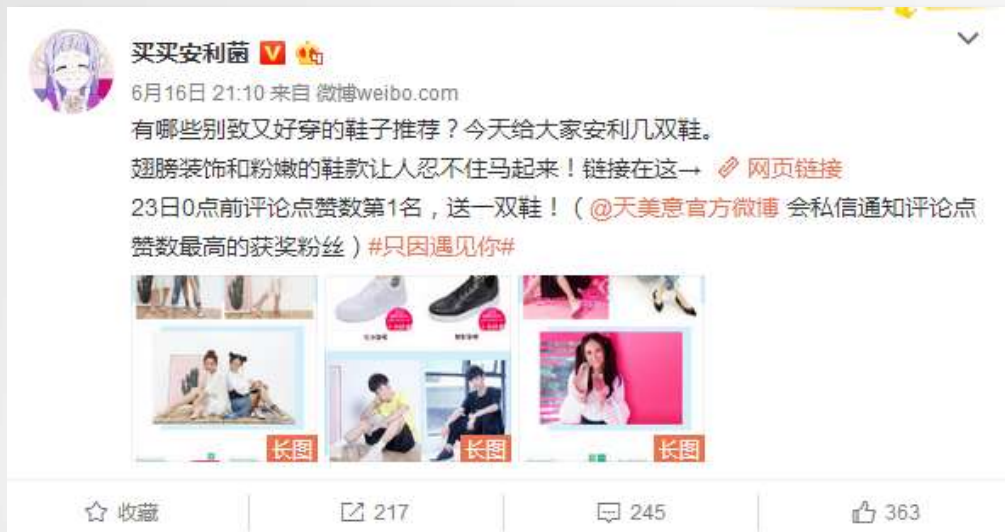 买买安利菌
6月16日 21:10 来自 微博weibo.com
有哪些别致又好穿的鞋子推荐？今天给大家安利几双鞋。
翅膀装饰和粉嫩的鞋款让人忍不住马起来！链接在这→ 网页链接
23日0点前评论点赞数第1名，送一双鞋！（@天美意官方微博 会私信通知评论点
赞数最高的获奖粉丝）#只因遇见你#
长图 长图 长图
收藏 217 245 363